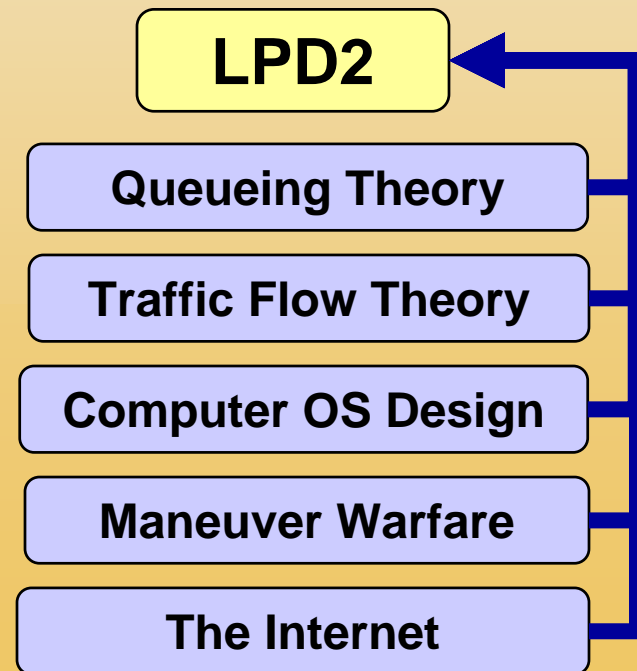 LPD2
Queueing Theory
Traffic Flow Theory
Computer OS Design
Maneuver Warfare
The Internet